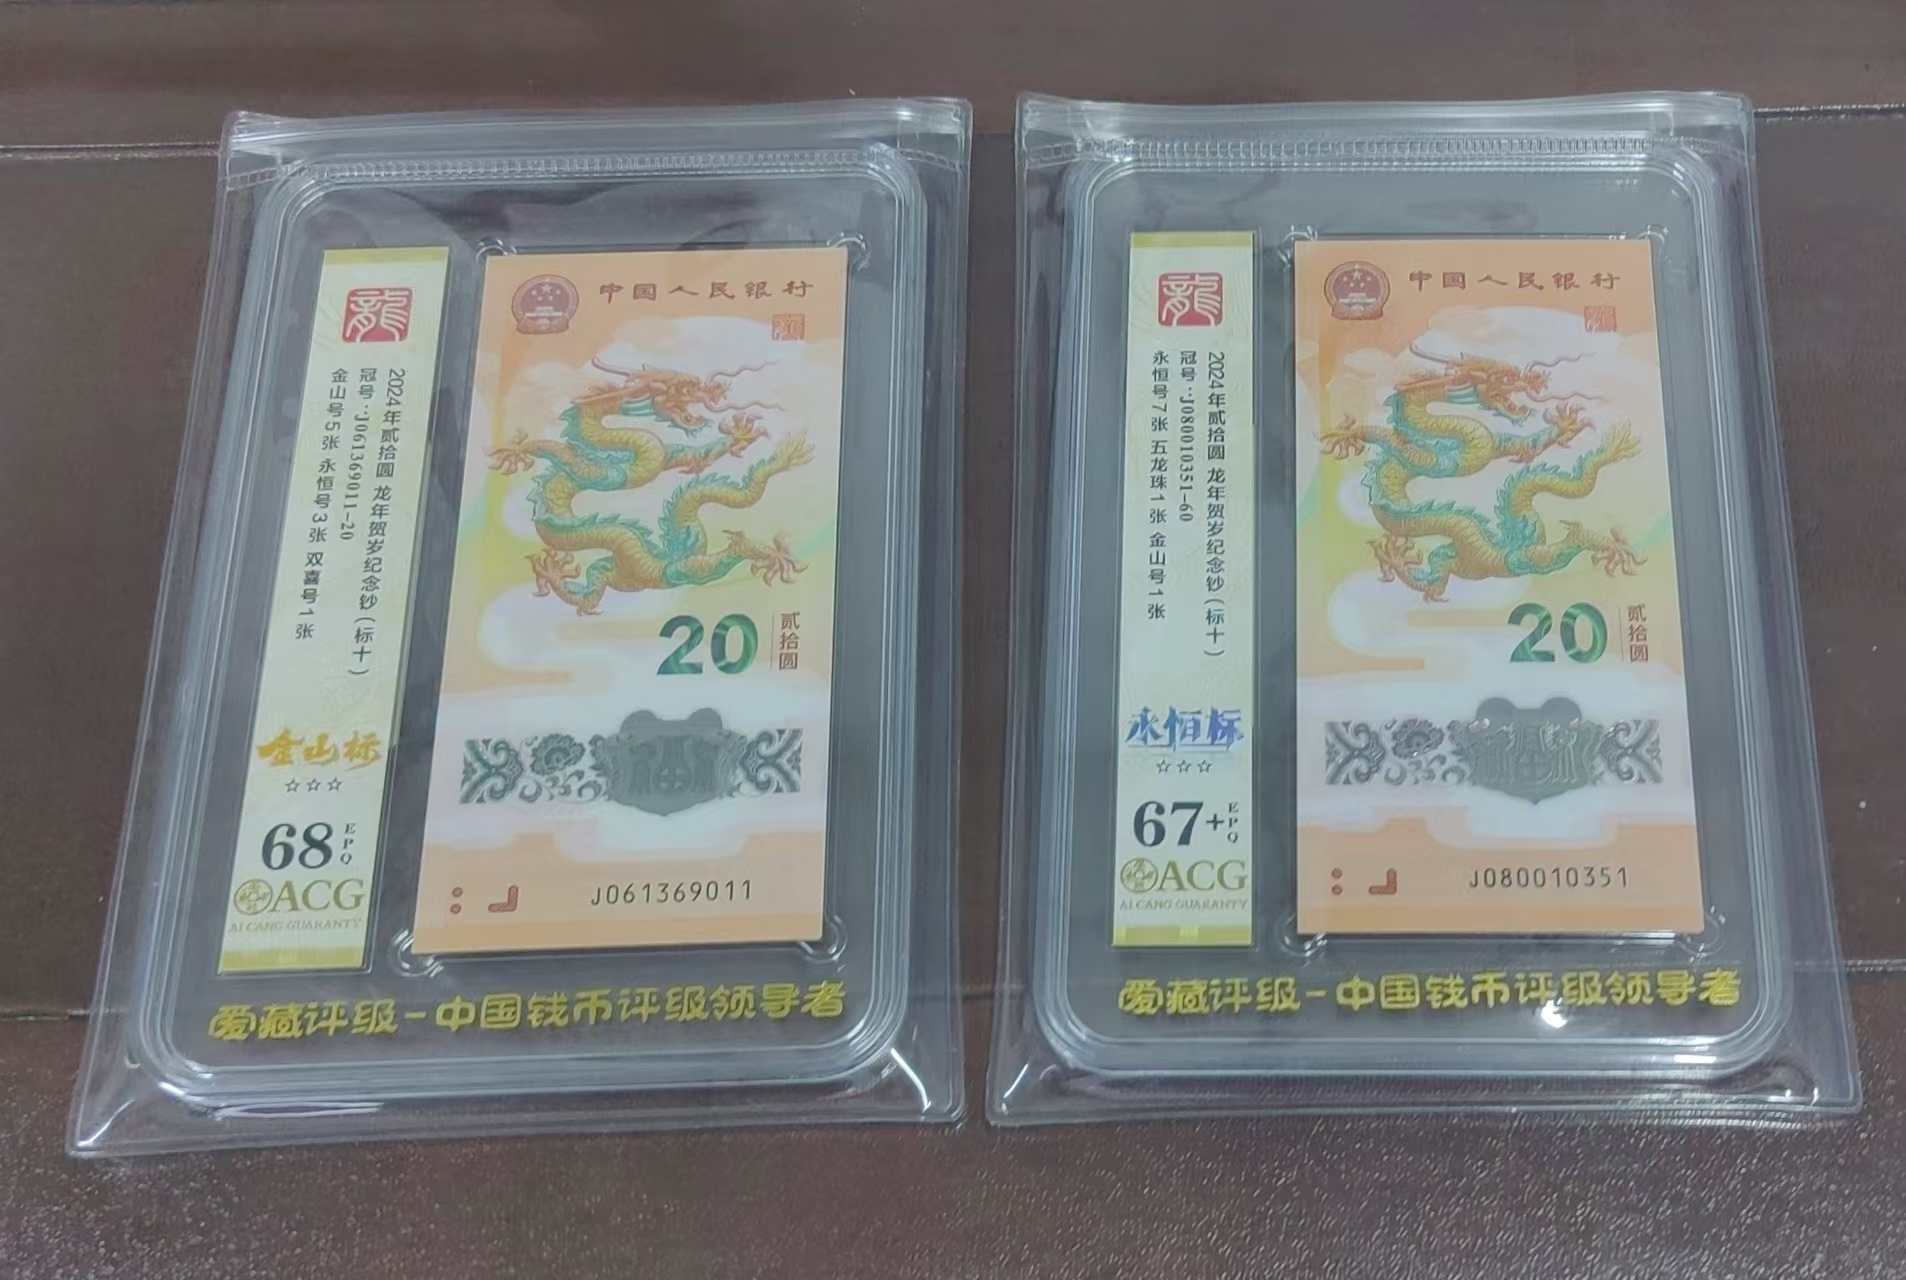 龍
2024年贰拾圆 龙年贺岁纪念钞(标十)
冠号:J061369011-20
金山号5张 永恒号3张 双喜号1张
金山标
☆☆☆
68 EPQ
ACG
AI CANG GUARANTY
中国人民银行
20 贰拾圆
J061369011
爱藏评级-中国钱币评级领导者
龍
2024年贰拾圆 龙年贺岁纪念钞(标十)
冠号:J080010351-60
永恒号7张 五龙珠1张 金山号1张
永恒标
☆☆☆
67+ EPQ
ACG
AI CANG GUARANTY
中国人民银行
20 贰拾圆
J080010351
爱藏评级-中国钱币评级领导者